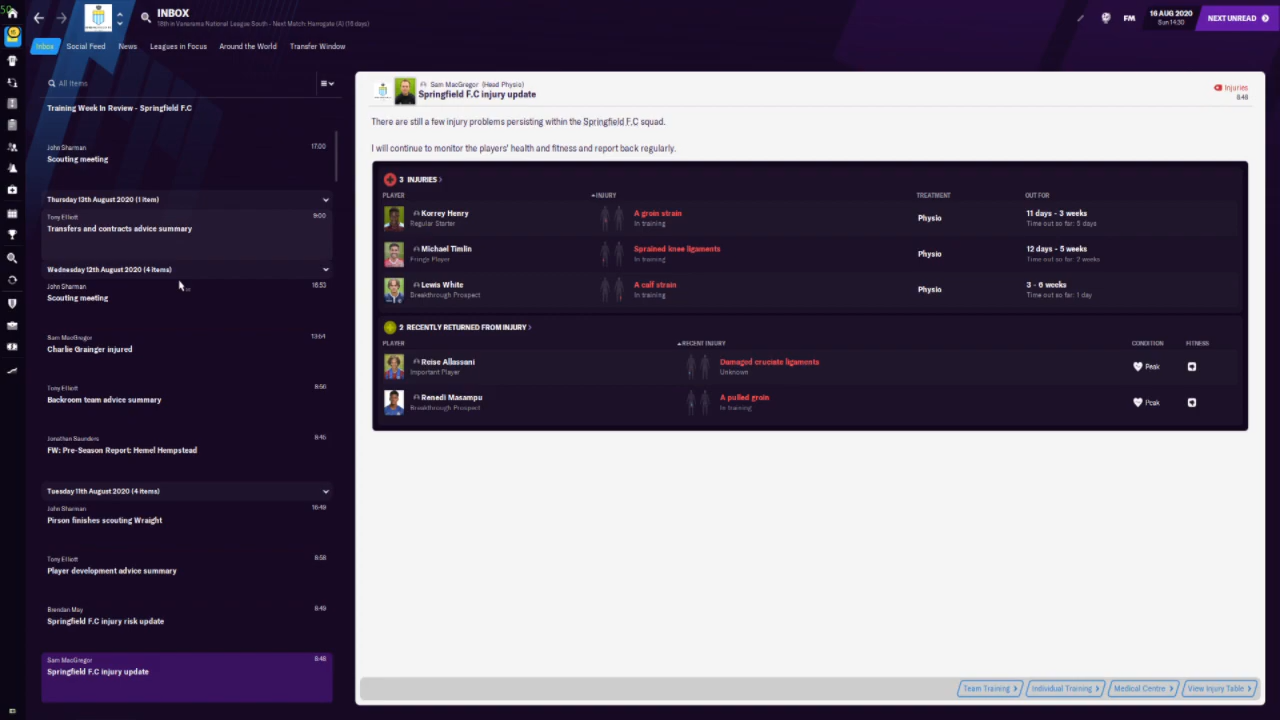 INBOX
18th in Vanarama National League South - Next Match: Harrogate (A) (16 days)
FM
16 AUG 2020
Sun 14:30
NEXT UNREAD
Inbox
Social Feed
News
Leagues in Focus
Around the World
Transfer Window
All Items
Training Week In Review - Springfield F.C
John Sharman
17:00
Scouting meeting
Thursday 13th August 2020 (1 item)
Tony Elliott
9:00
Transfers and contracts advice summary
Wednesday 12th August 2020 (4 items)
John Sharman
16:53
Scouting meeting
Sam MacGregor
Charlie Grainger injured
Tony Elliott
8:56
Backroom team advice summary
Jonathan Saunders
8:45
FW: Pre-Season Report: Hemel Hempstead
Tuesday 11th August 2020 (4 items)
John Sharman
16:49
Pirson finishes scouting Wraight
Tony Elliott
8:58
Player development advice summary
Brendan May
8:49
Springfield F.C injury risk update
Sam MacGregor
8:48
Springfield F.C injury update
Sam MacGregor (Head Physio)
Springfield F.C injury update
Injuries
8:48
There are still a few injury problems persisting within the Springfield F.C squad.
I will continue to monitor the players' health and fitness and report back regularly.
3 INJURIES
PLAYER INJURY TREATMENT OUT FOR
Korrey Henry A groin strain Physio 11 days - 3 weeks
Regular Starter In training Time out so far: 5 days
Michael Timlin Sprained knee ligaments Physio 12 days - 5 weeks
Fringe Player In training Time out so far: 2 weeks
Lewis White A calf strain Physio 3 - 6 weeks
Breakthrough Prospect In training Time out so far: 1 day
2 RECENTLY RETURNED FROM INJURY
PLAYER RECENT INJURY CONDITION FITNESS
Reise Allassani Damaged cruciate ligaments Peak
Important Player Unknown
Renedi Masampu A pulled groin Peak
Breakthrough Prospect In training
Team Training
Individual Training
Medical Centre
View Injury Table